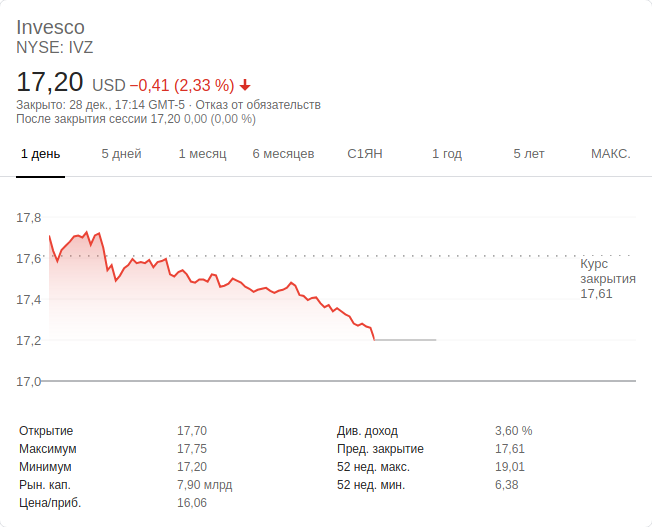 Invesco
NYSE: IVZ
17,20 USD −0,41 (2,33 %)
Закрыто: 28 дек., 17:14 GMT-5 · Отказ от обязательств
После закрытия сессии 17,20 0,00 (0,00 %)
1 день 5 дней 1 месяц 6 месяцев С1ЯН 1 год 5 лет МАКС.
17,8
17,6
Курс
закрытия
17,61
17,4
17,2
17,0
Открытие 17,70 Див. доход 3,60 %
Максимум 17,75 Пред. закрытие 17,61
Минимум 17,20 52 нед. макс. 19,01
Рын. кап. 7,90 млрд 52 нед. мин. 6,38
Цена/приб. 16,06